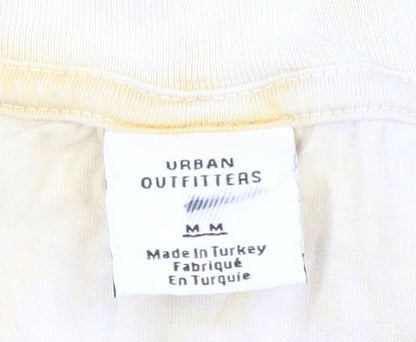 URBAN
OUTFITTERS
M M
Made In Turkey
Fabriqué
En Turquie